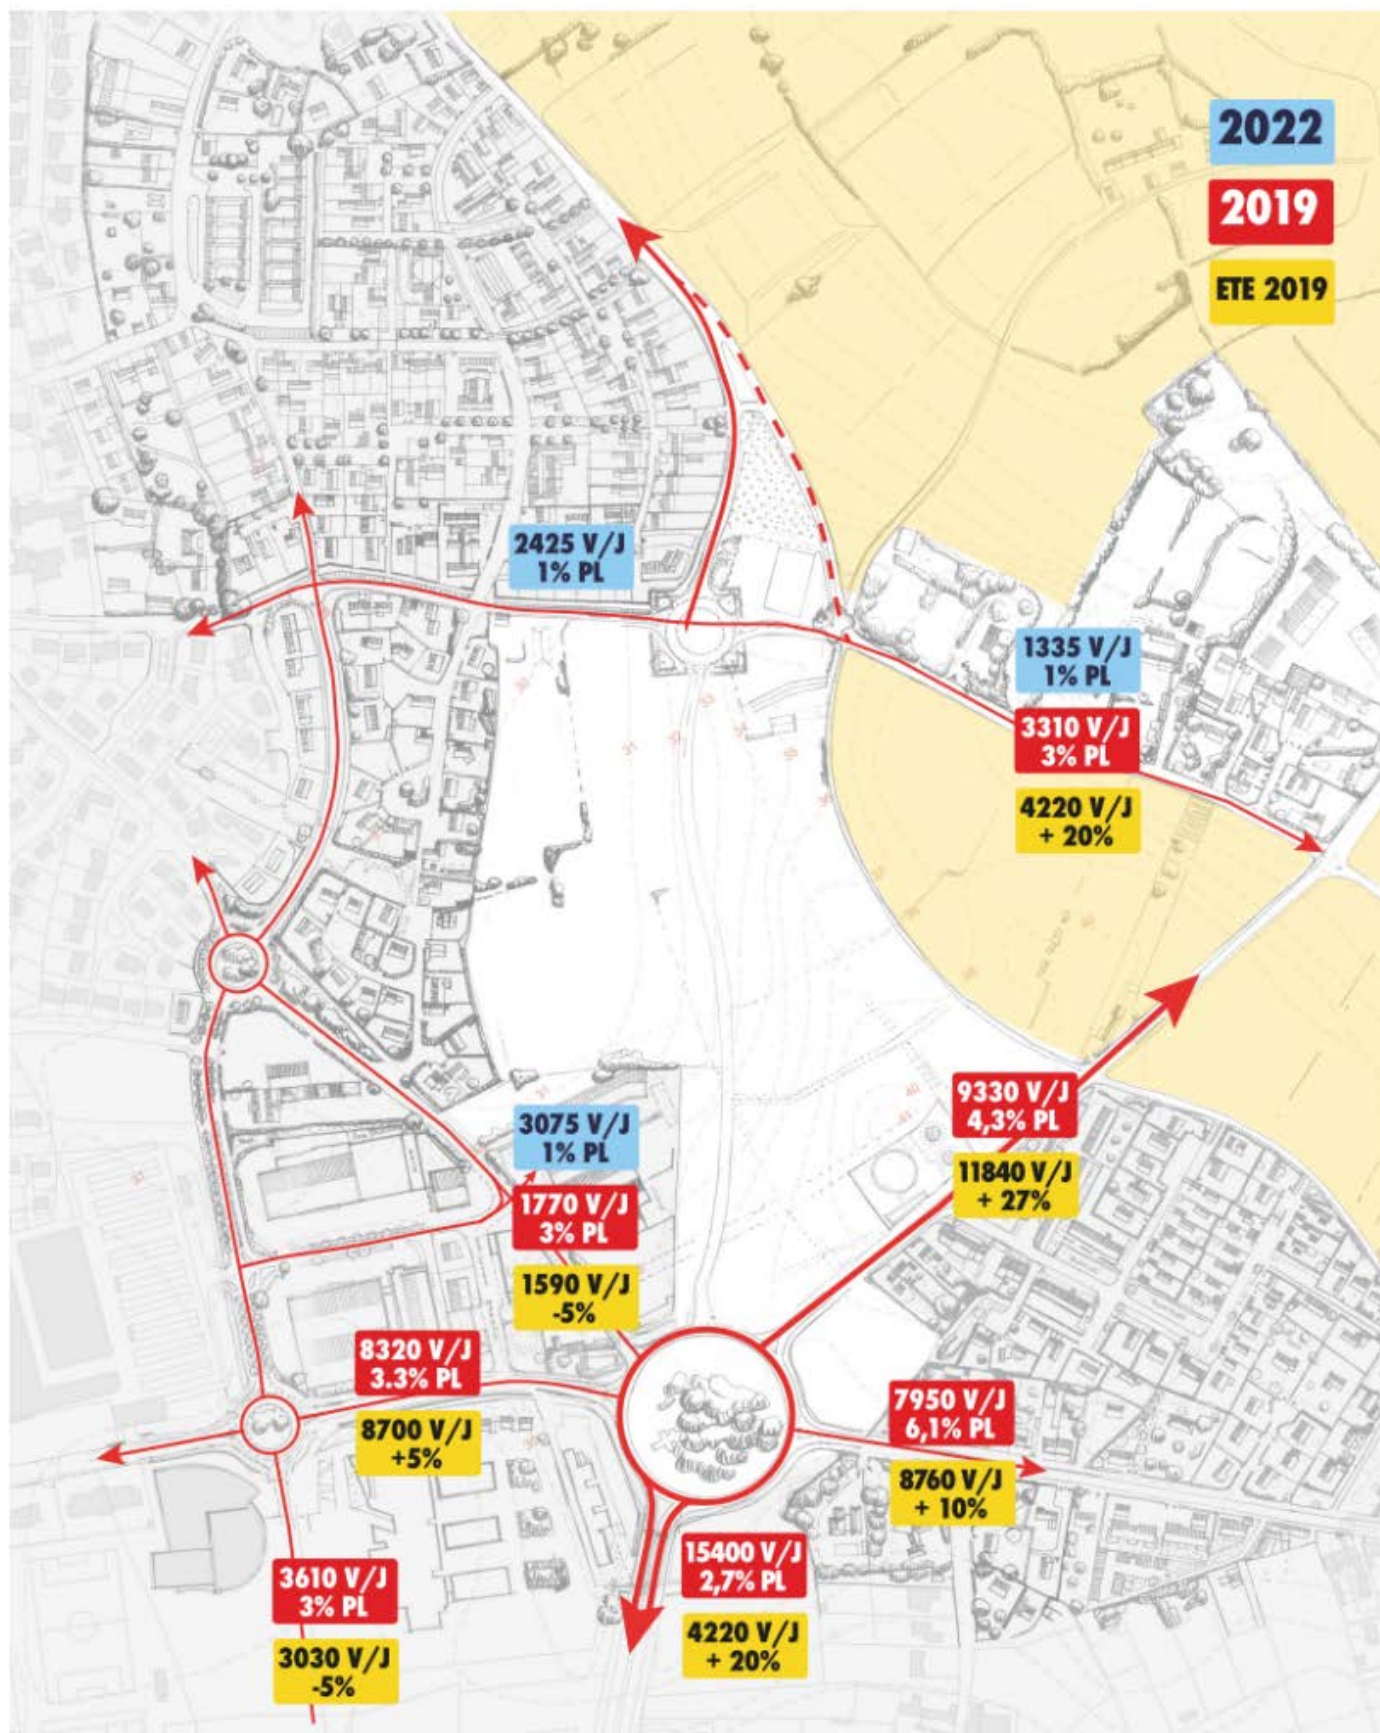 2022
2019
ETE 2019
2425 V/J
1% PL
1335 V/J
1% PL
3310 V/J
3% PL
4220 V/J
+ 20%
9330 V/J
4,3% PL
11840 V/J
+ 27%
3075 V/J
1% PL
1770 V/J
3% PL
1590 V/J
-5%
8320 V/J
3.3% PL
8700 V/J
+5%
7950 V/J
6,1% PL
8760 V/J
+ 10%
15400 V/J
2,7% PL
4220 V/J
+ 20%
3610 V/J
3% PL
3030 V/J
-5%